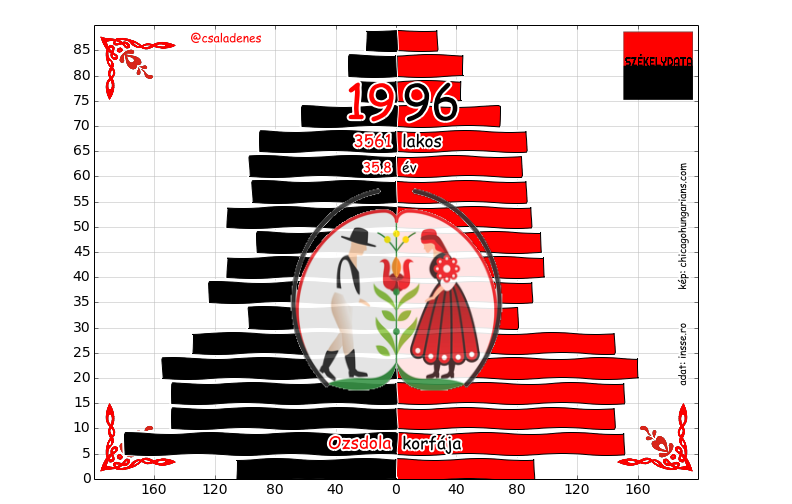 @csaladenes
SZÉKELYDATA
1996
3561 lakos
35.8 év
Ozsdola korfája
kép: chicagohungarians.com
adat: insse.ro
85
80
75
70
65
60
55
50
45
40
35
30
25
20
15
10
5
0
160 120 80 40 0 40 80 120 160